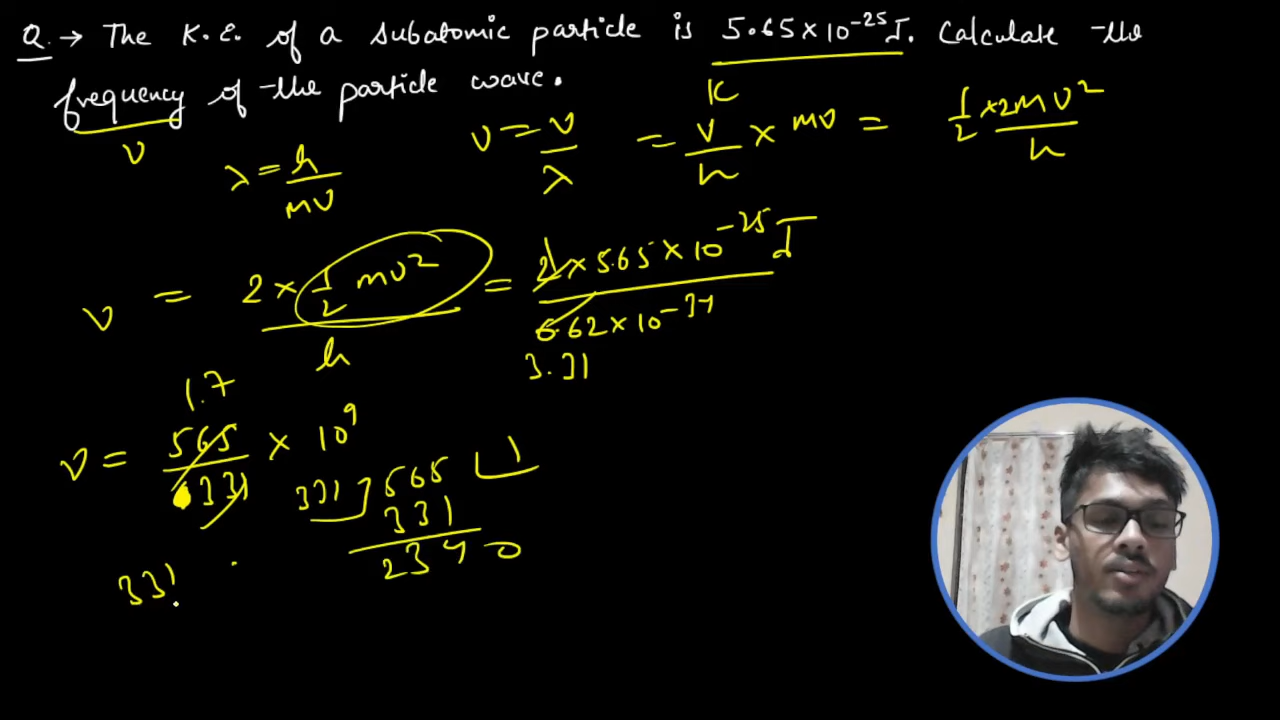 Q. → The K.E. of a subatomic particle is 5.65×10⁻²⁵J. Calculate the
frequency of the particle wave.
ν
K
λ = h/mv
ν = v/λ = v/h × mv = ½ × 2mv²/h
ν = 2 × ½ mv²/h = 2 × 5.65 × 10⁻²⁵ J/6.62 × 10⁻³⁴
3.31
1.7
ν = 565/331 × 10⁹
331 ) 565 ( 1
331
2340
331